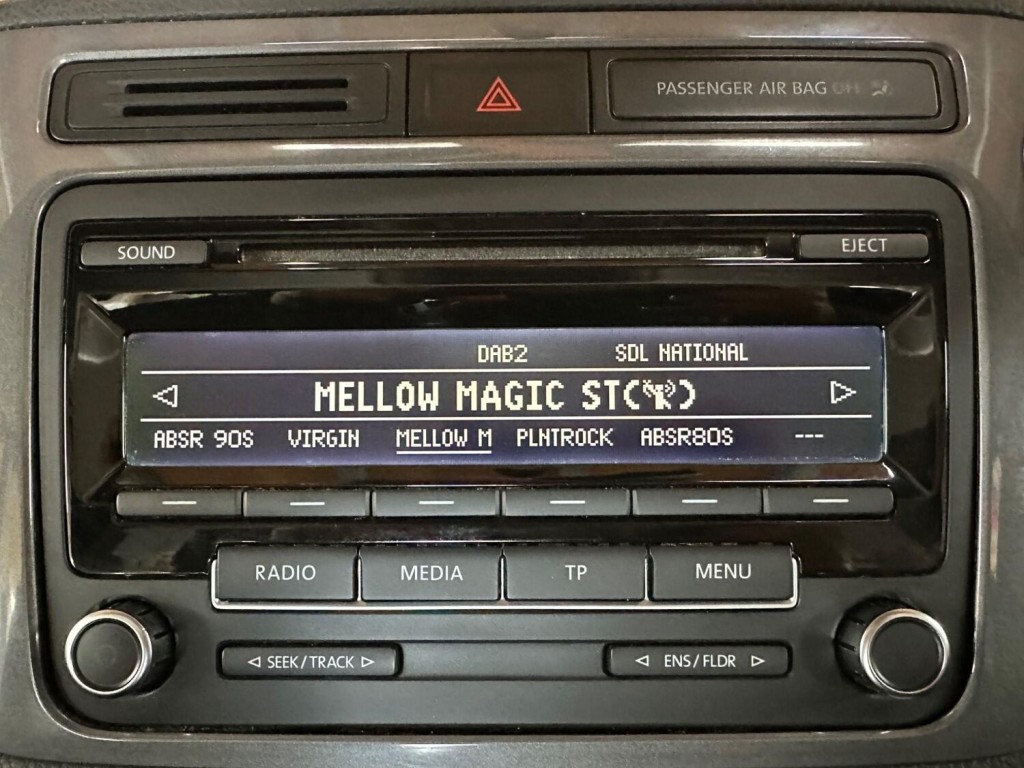 PASSENGER AIR BAG OFF
SOUND
EJECT
DAB2 SDL NATIONAL
MELLOW MAGIC ST
ABSR 90S VIRGIN MELLOW M PLNTROCK ABSR80S ---
RADIO MEDIA TP MENU
SEEK/TRACK ENS/FLDR